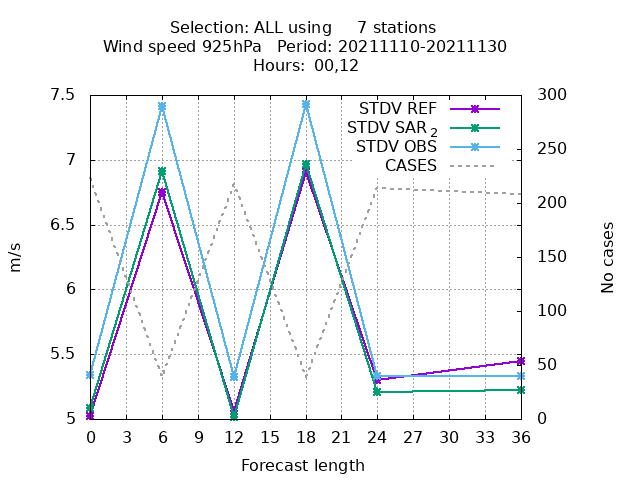 Selection: ALL using     7 stations
Wind speed 925hPa   Period: 20211110-20211130
Hours:  00,12
7.5
7
6.5
6
5.5
5
m/s
STDV REF
STDV SAR 2
STDV OBS
CASES
300
250
200
150
100
50
0
No cases
0 3 6 9 12 15 18 21 24 27 30 33 36
Forecast length